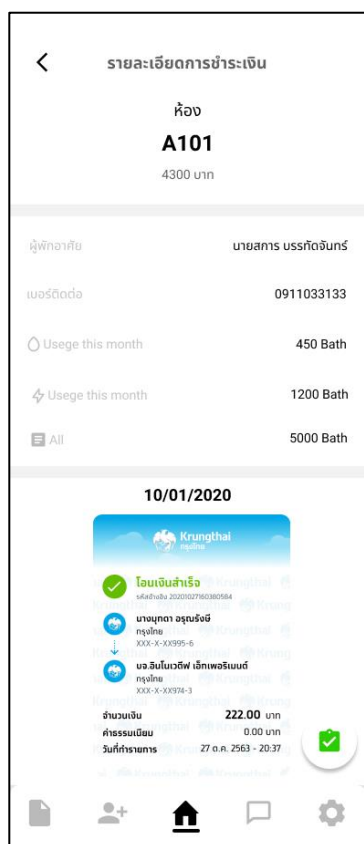 รายละเอียดการชำระเงิน
ห้อง
A101
4300 บาท
ผู้พักอาศัย นายสการ บรรทัดจันทร์
เบอร์ติดต่อ 0911033133
Usege this month 450 Bath
Usege this month 1200 Bath
All 5000 Bath
10/01/2020
Krungthai
กรุงไทย
โอนเงินสำเร็จ
รหัสอ้างอิง 20201027160380584
นางมุกดา อรุณรังษี
กรุงไทย
XXX-X-XX995-6
บจ.อินโนเวตีฟ เอ็กเพอริเมนต์
กรุงไทย
XXX-X-XX974-3
จำนวนเงิน 222.00 บาท
ค่าธรรมเนียม 0.00 บาท
วันที่ทำรายการ 27 ต.ค. 2563 - 20:37